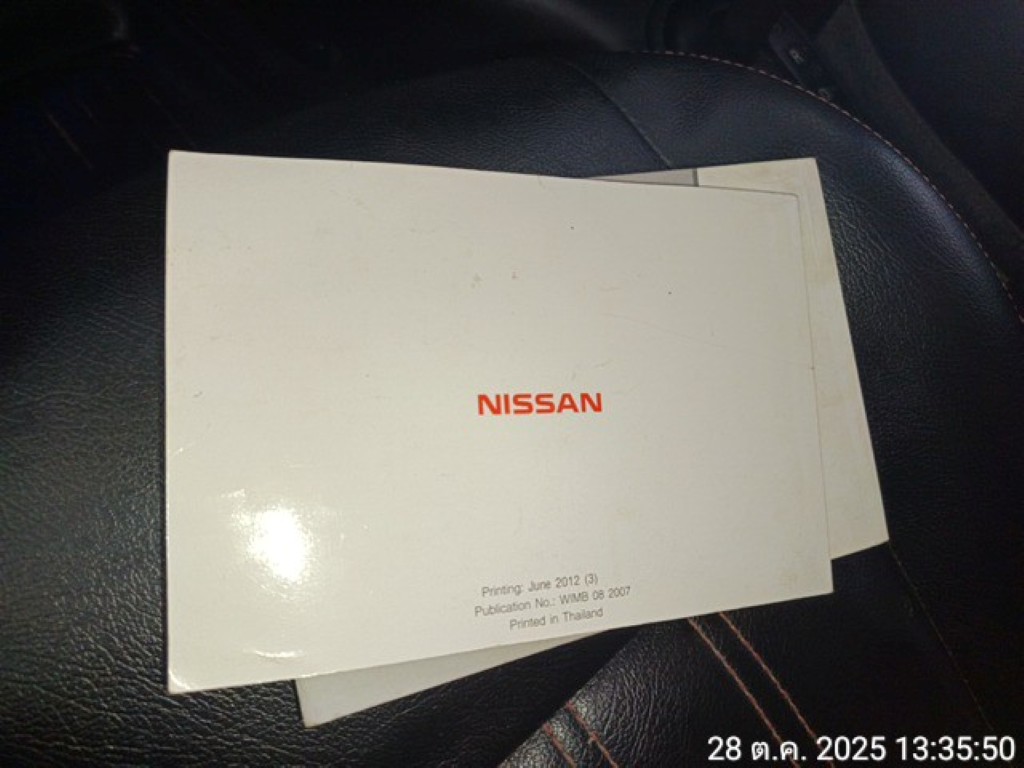 NISSAN
Printing: June 2012 (3)
Publication No.: WIMB 08 2007
Printed in Thailand
28 ต.ค. 2025 13:35:50